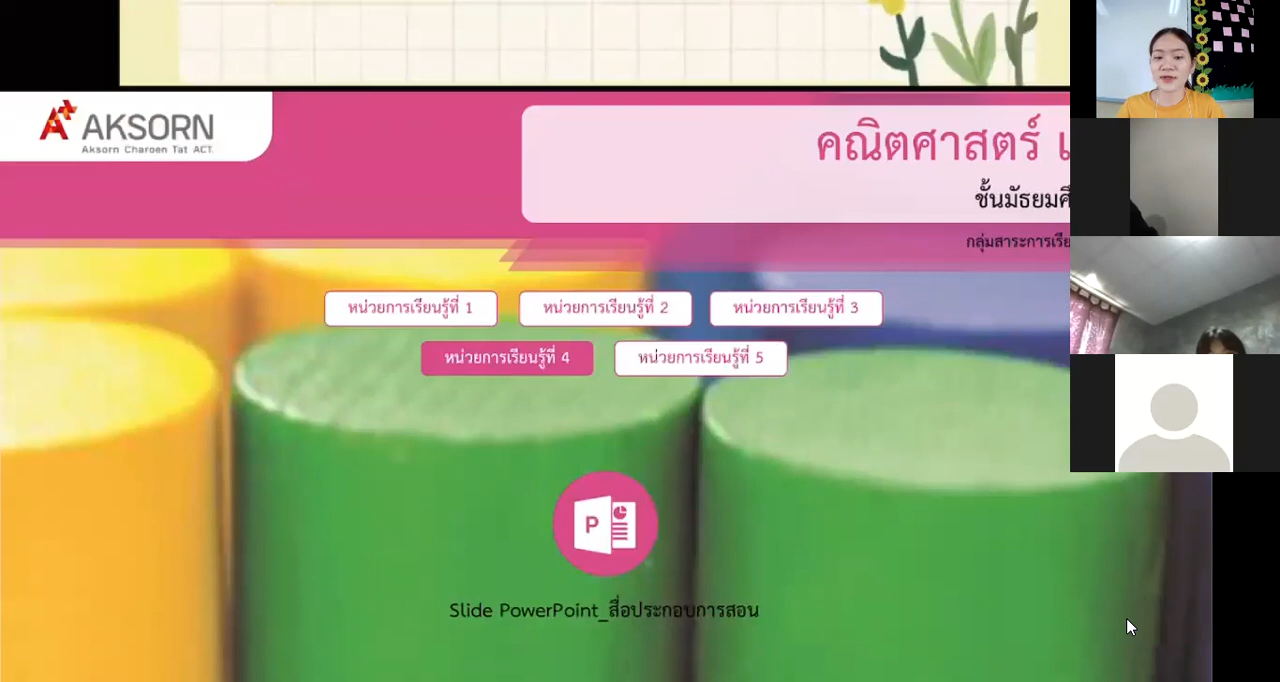 AKSORN
Aksorn Charoen Tat ACT.
คณิตศาสตร์
ชั้นมัธยมศึ
กลุ่มสาระการเรีย
หน่วยการเรียนรู้ที่ 1
หน่วยการเรียนรู้ที่ 2
หน่วยการเรียนรู้ที่ 3
หน่วยการเรียนรู้ที่ 4
หน่วยการเรียนรู้ที่ 5
P
Slide PowerPoint_สื่อประกอบการสอน